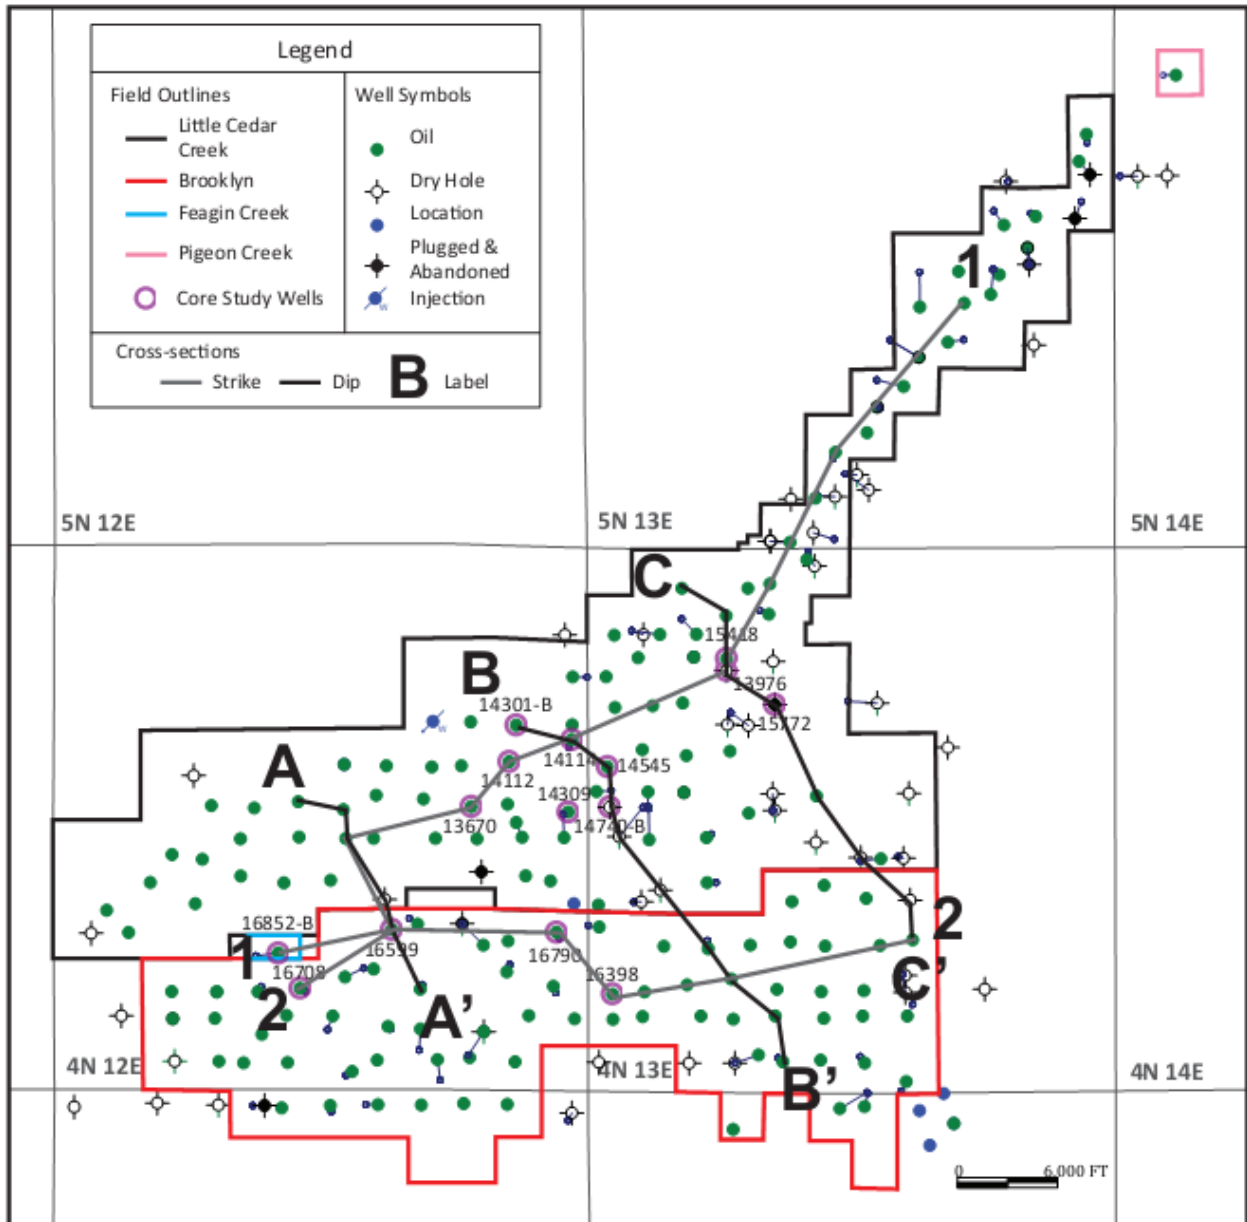 Legend
Field Outlines
Little Cedar
Creek
Brooklyn
Feagin Creek
Pigeon Creek
Core Study Wells
Well Symbols
Oil
Dry Hole
Location
Plugged &
Abandoned
W
Injection
Cross-sections
Strike
Dip
B
Label
1
5N 12E
5N 13E
5N 14E
C
15418
B
13976
14301-B
15772
A
14114
14545
14112
14309
13670
14740-B
16852-B
2
1
16599
16790
16708
16398
C'
2
A'
4N 12E
4N 13E
4N 14E
B'
0
6,000 FT
W